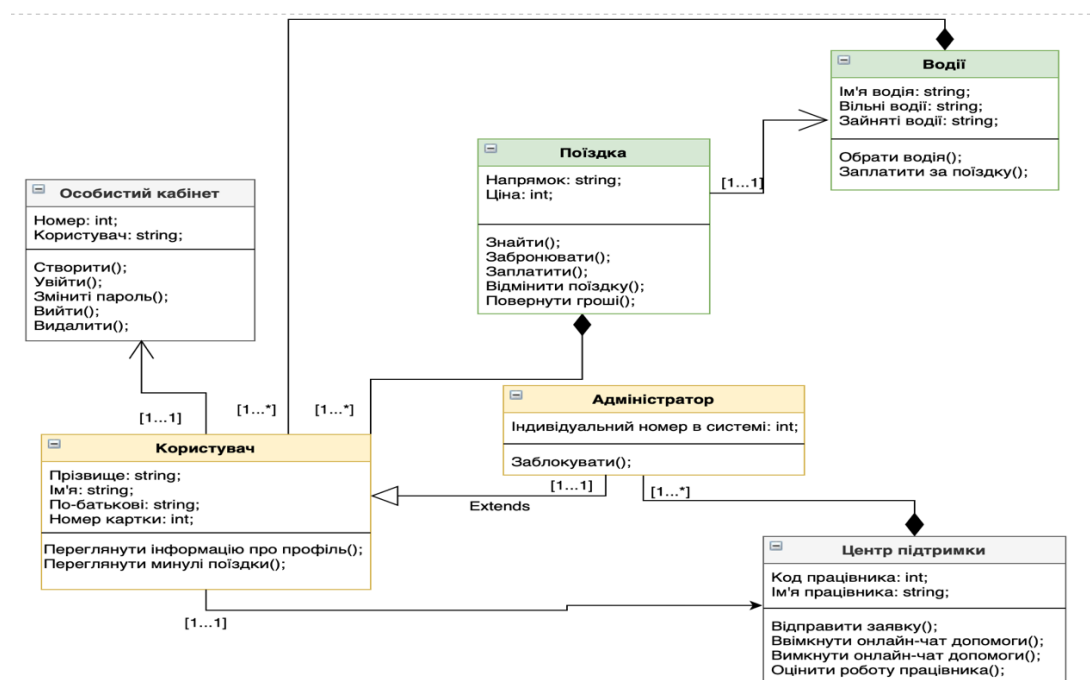 Водії
Ім'я водія: string;
Вільні водії: string;
Зайняті водії: string;
Обрати водія();
Заплатити за поїздку();
Поїздка
Напрямок: string;
Ціна: int;
Знайти();
Забронювати();
Заплатити();
Відмінити поїздку();
Повернути гроші();
[1...1]
Особистий кабінет
Номер: int;
Користувач: string;
Створити();
Увійти();
Зміниті пароль();
Вийти();
Видалити();
[1...1]
[1...*]
[1...*]
Адміністратор
Індивідуальний номер в системі: int;
Заблокувати();
[1...1]
[1...*]
Extends
Користувач
Прізвище: string;
Ім'я: string;
По-батькові: string;
Номер картки: int;
Переглянути інформацію про профіль();
Переглянути минулі поїздки();
[1...1]
Центр підтримки
Код працівника: int;
Ім'я працівника: string;
Відправити заявку();
Ввімкнути онлайн-чат допомоги();
Вимкнути онлайн-чат допомоги();
Оцінити роботу працівника();